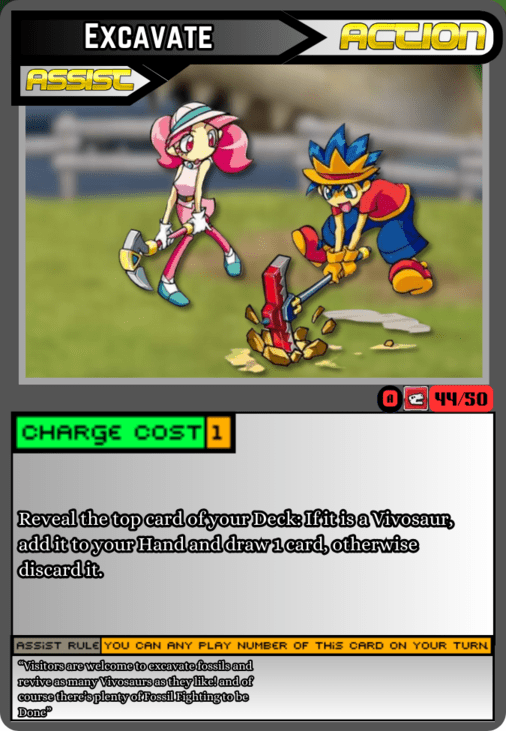 EXCAVATE
ACTION
ASSIST
A 44/50
CHARGE COST 1
Reveal the top card of your Deck: If it is a Vivosaur,
add it to your Hand and draw 1 card, otherwise
discard it.
ASSIST RULE YOU CAN ANY PLAY NUMBER OF THIS CARD ON YOUR TURN.
“Visitors are welcome to excavate fossils and
revive as many Vivosaurs as they like! and of
course there's plenty of Fossil Fighting to be
Done”